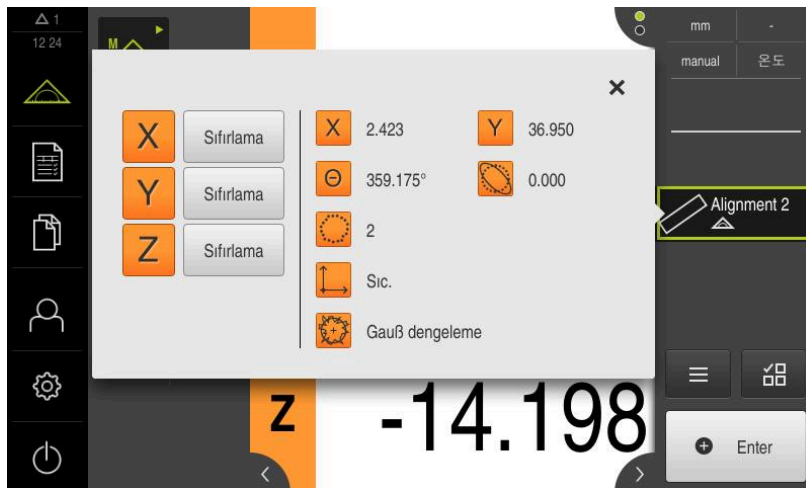 1
12 24
M
mm
-
manual
온도
X Sıfırlama
Y Sıfırlama
Z Sıfırlama
X 2.423
Y 36.950
Θ 359.175°
0.000
2
Sıc.
Gauß dengeleme
Alignment 2
Z -14.198
Enter